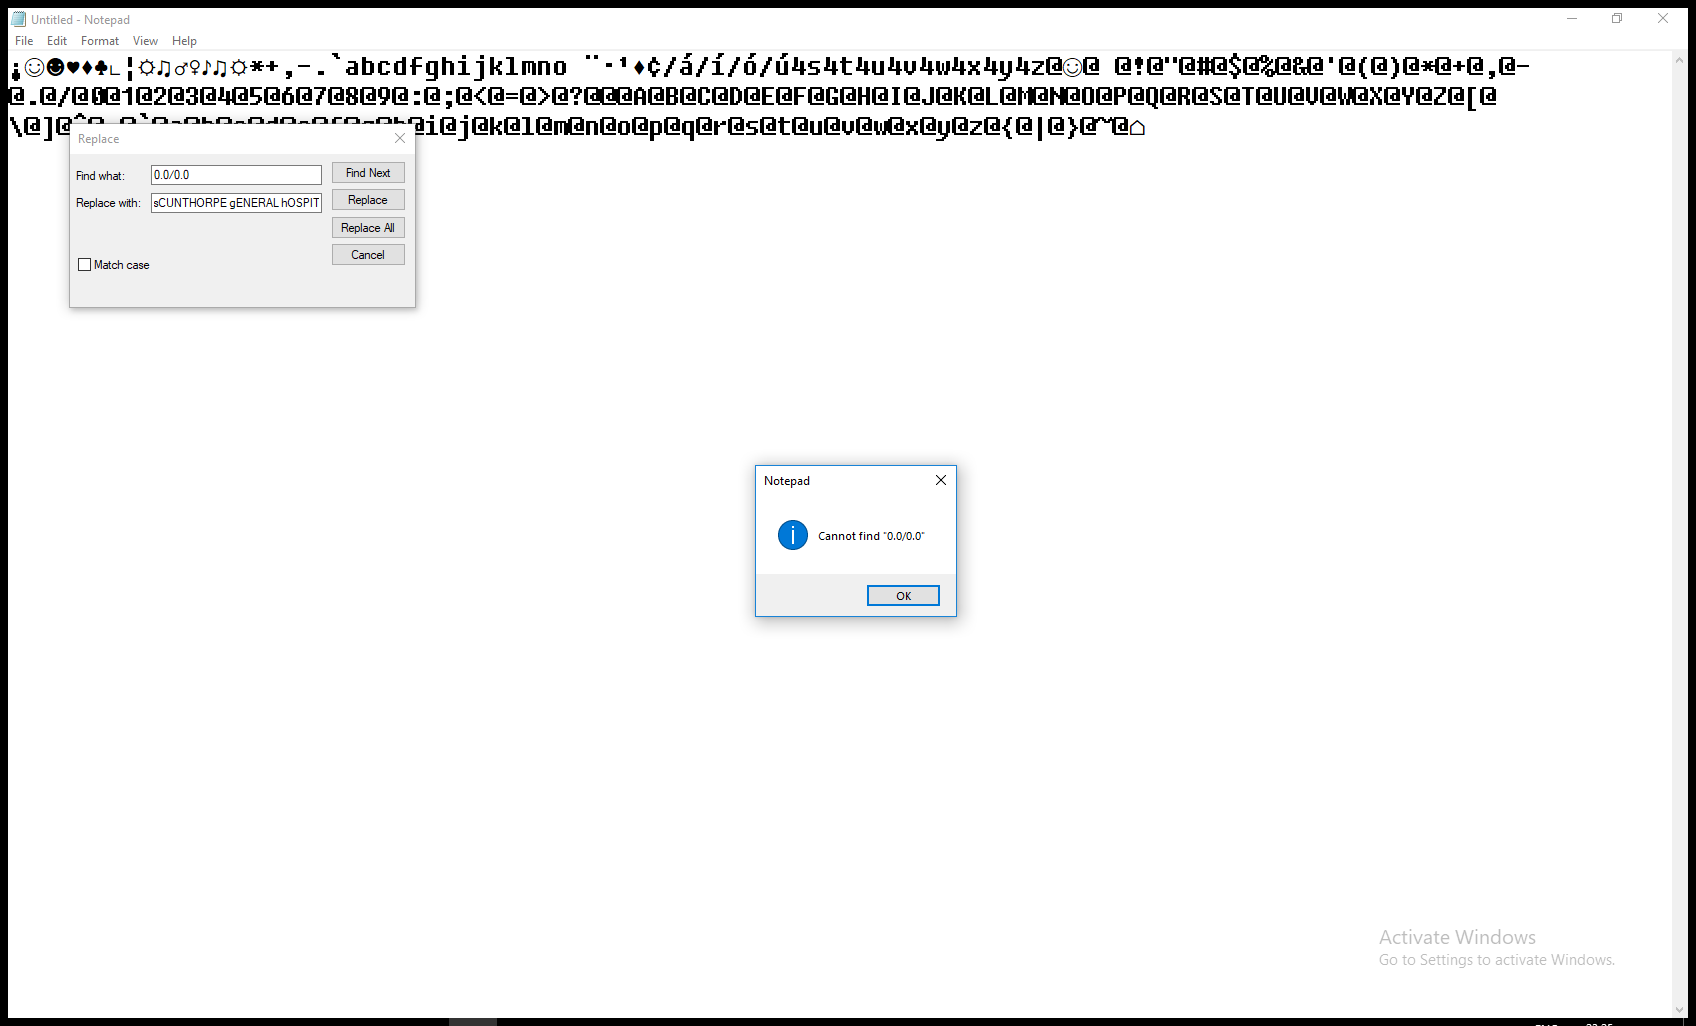 Untitled - Notepad
File Edit Format View Help
¡☺☻♥♦♣∟¦☼♫♂♀♪♫☼*+,-.`abcdfghijklmno ¨·¹♦¢/á/í/ó/ú4s4t4u4v4w4x4y4z@☺@ @!@"@#@$@%@&@'@(@)@*@+@,@-
@.@/@0@1@2@3@4@5@6@7@8@9@:@;@<@=@>@?@@@A@B@C@D@E@F@G@H@I@J@K@L@M@N@O@P@Q@R@S@T@U@V@W@X@Y@Z@[@
\@]@^@_@`@a@b@c@d@e@f@g@h@i@j@k@l@m@n@o@p@q@r@s@t@u@v@w@x@y@z@{@|@}@~@⌂
Replace
Find what: 0.0/0.0 Find Next
Replace with: sCUNTHORPE gENERAL hOSPIT Replace
Replace All
Cancel
Match case
Notepad
Cannot find "0.0/0.0"
OK
Activate Windows
Go to Settings to activate Windows.